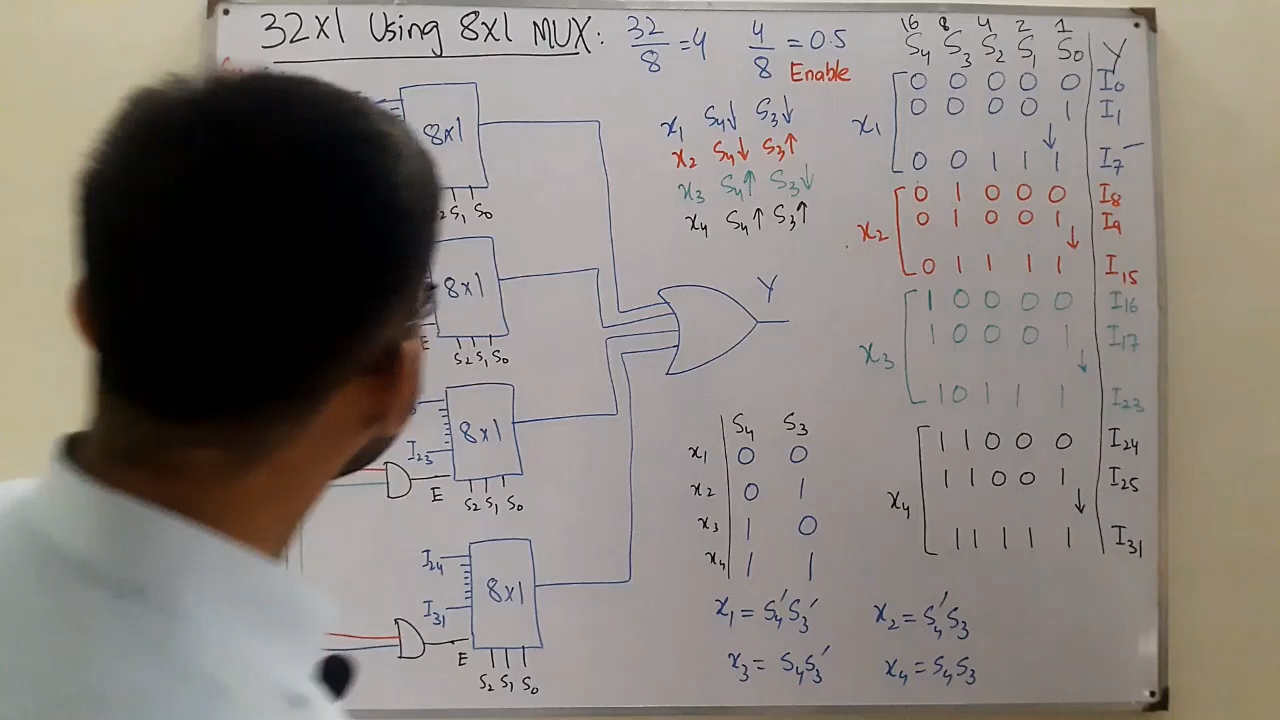 32x1 Using 8x1 MUX: 32/8 = 4 4/8 = 0.5
Enable
x1 S4↓ S3↓
x2 S4↓ S3↑
x3 S4↑ S3↓
x4 S4↑ S3↑
8x1
S1 S0
8x1
E
S2 S1 S0
8x1
I23
E
S2 S1 S0
I24
8x1
I31
E
S2 S1 S0
Y
S4 S3
x1 0 0
x2 0 1
x3 1 0
x4 1 1
x1 = S4'S3' x2 = S4'S3
x3 = S4S3' x4 = S4S3
16 8 4 2 1
S4 S3 S2 S1 S0 Y
0 0 0 0 0 I0
x1 0 0 0 0 1 I1
0 0 1 1 1 I7
0 1 0 0 0 I8
x2 0 1 0 0 1 I9
0 1 1 1 1 I15
1 0 0 0 0 I16
x3 1 0 0 0 1 I17
1 0 1 1 1 I23
1 1 0 0 0 I24
x4 1 1 0 0 1 I25
1 1 1 1 1 I31